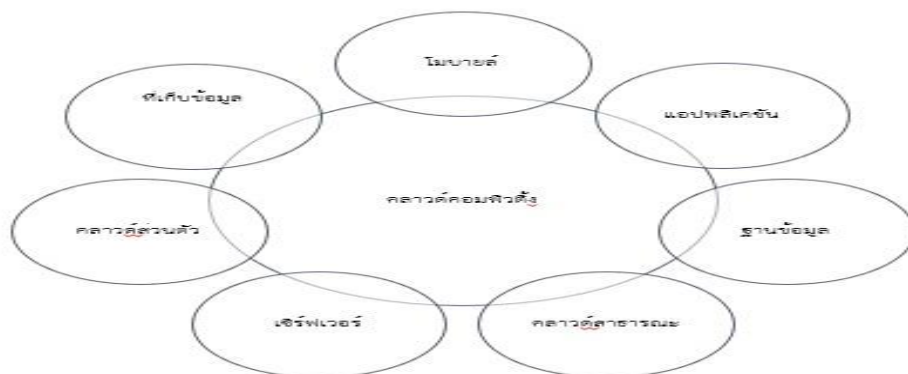 โมบายล์
ที่เก็บข้อมูล
แอปพลิเคชัน
คลาวด์คอมพิวติ้ง
คลาวด์ส่วนตัว
ฐานข้อมูล
เซิร์ฟเวอร์
คลาวด์สาธารณะ